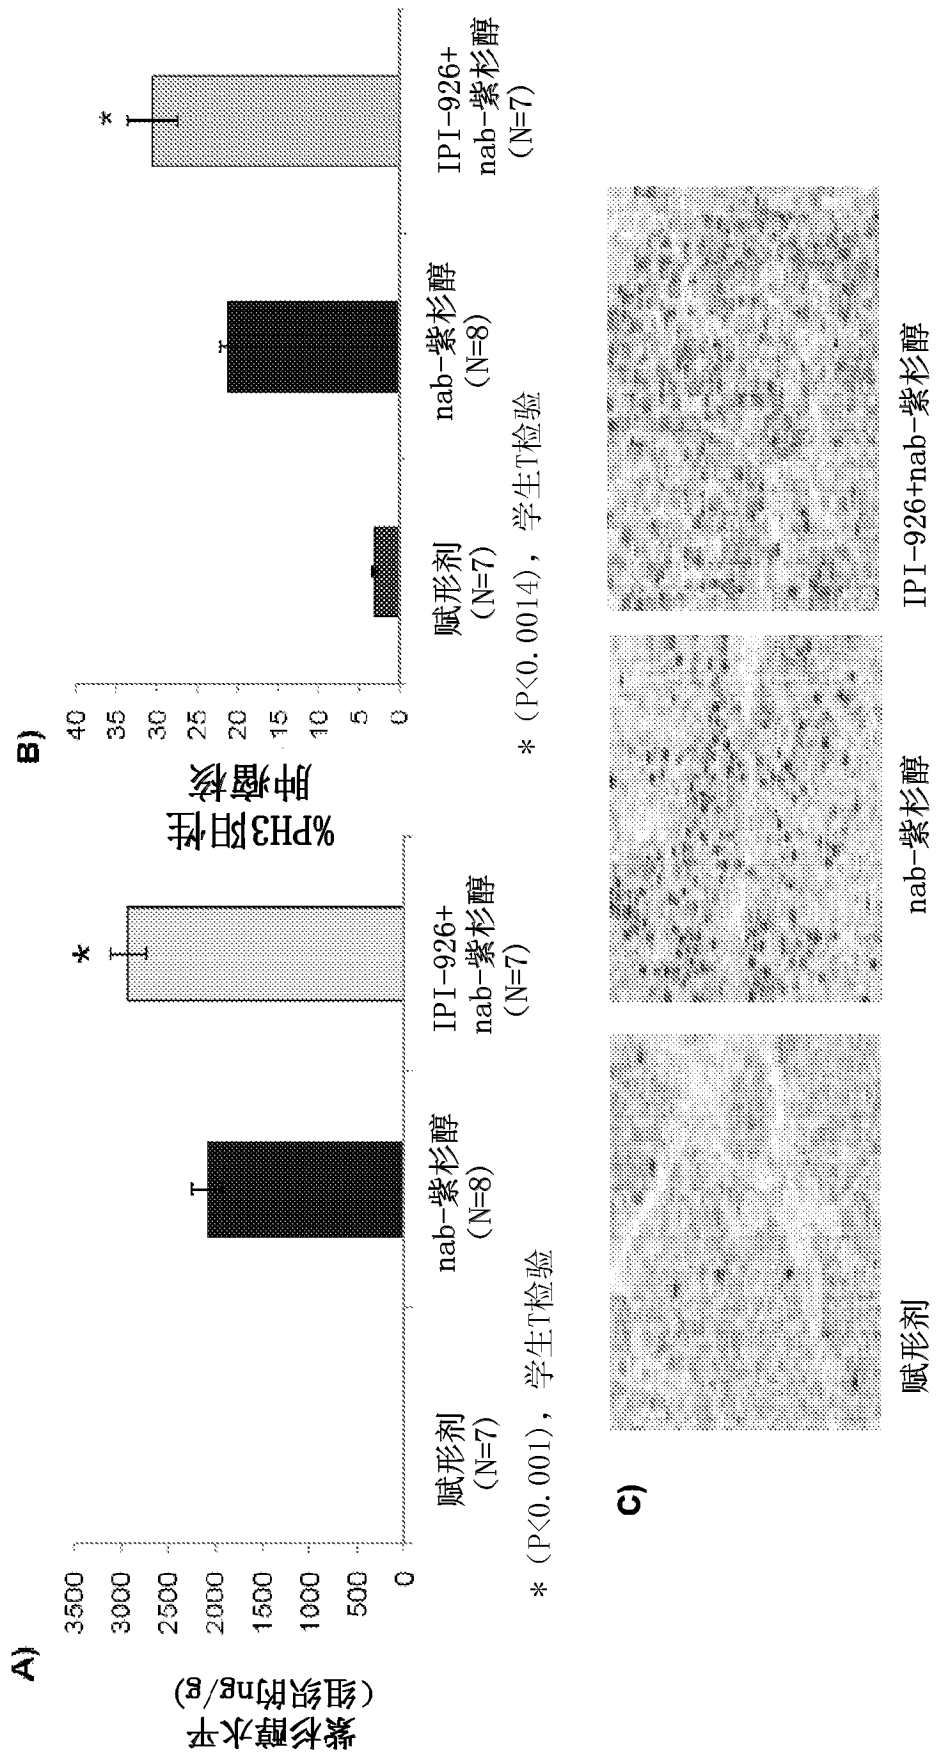 A)
紫杉醇水平
(组织的ng/g)
3500
3000
2500
2000
1500
1000
500
0
赋形剂
(N=7)
nab-紫杉醇
(N=8)
*
IPI-926+
nab-紫杉醇
(N=7)
*(P<0.001), 学生T检验
B)
%PH3阳性
肿瘤核
40
35
30
25
20
15
10
5
0
赋形剂
(N=7)
nab-紫杉醇
(N=8)
*
IPI-926+
nab-紫杉醇
(N=7)
*(P<0.0014), 学生T检验
C)
赋形剂
nab-紫杉醇
IPI-926+nab-紫杉醇